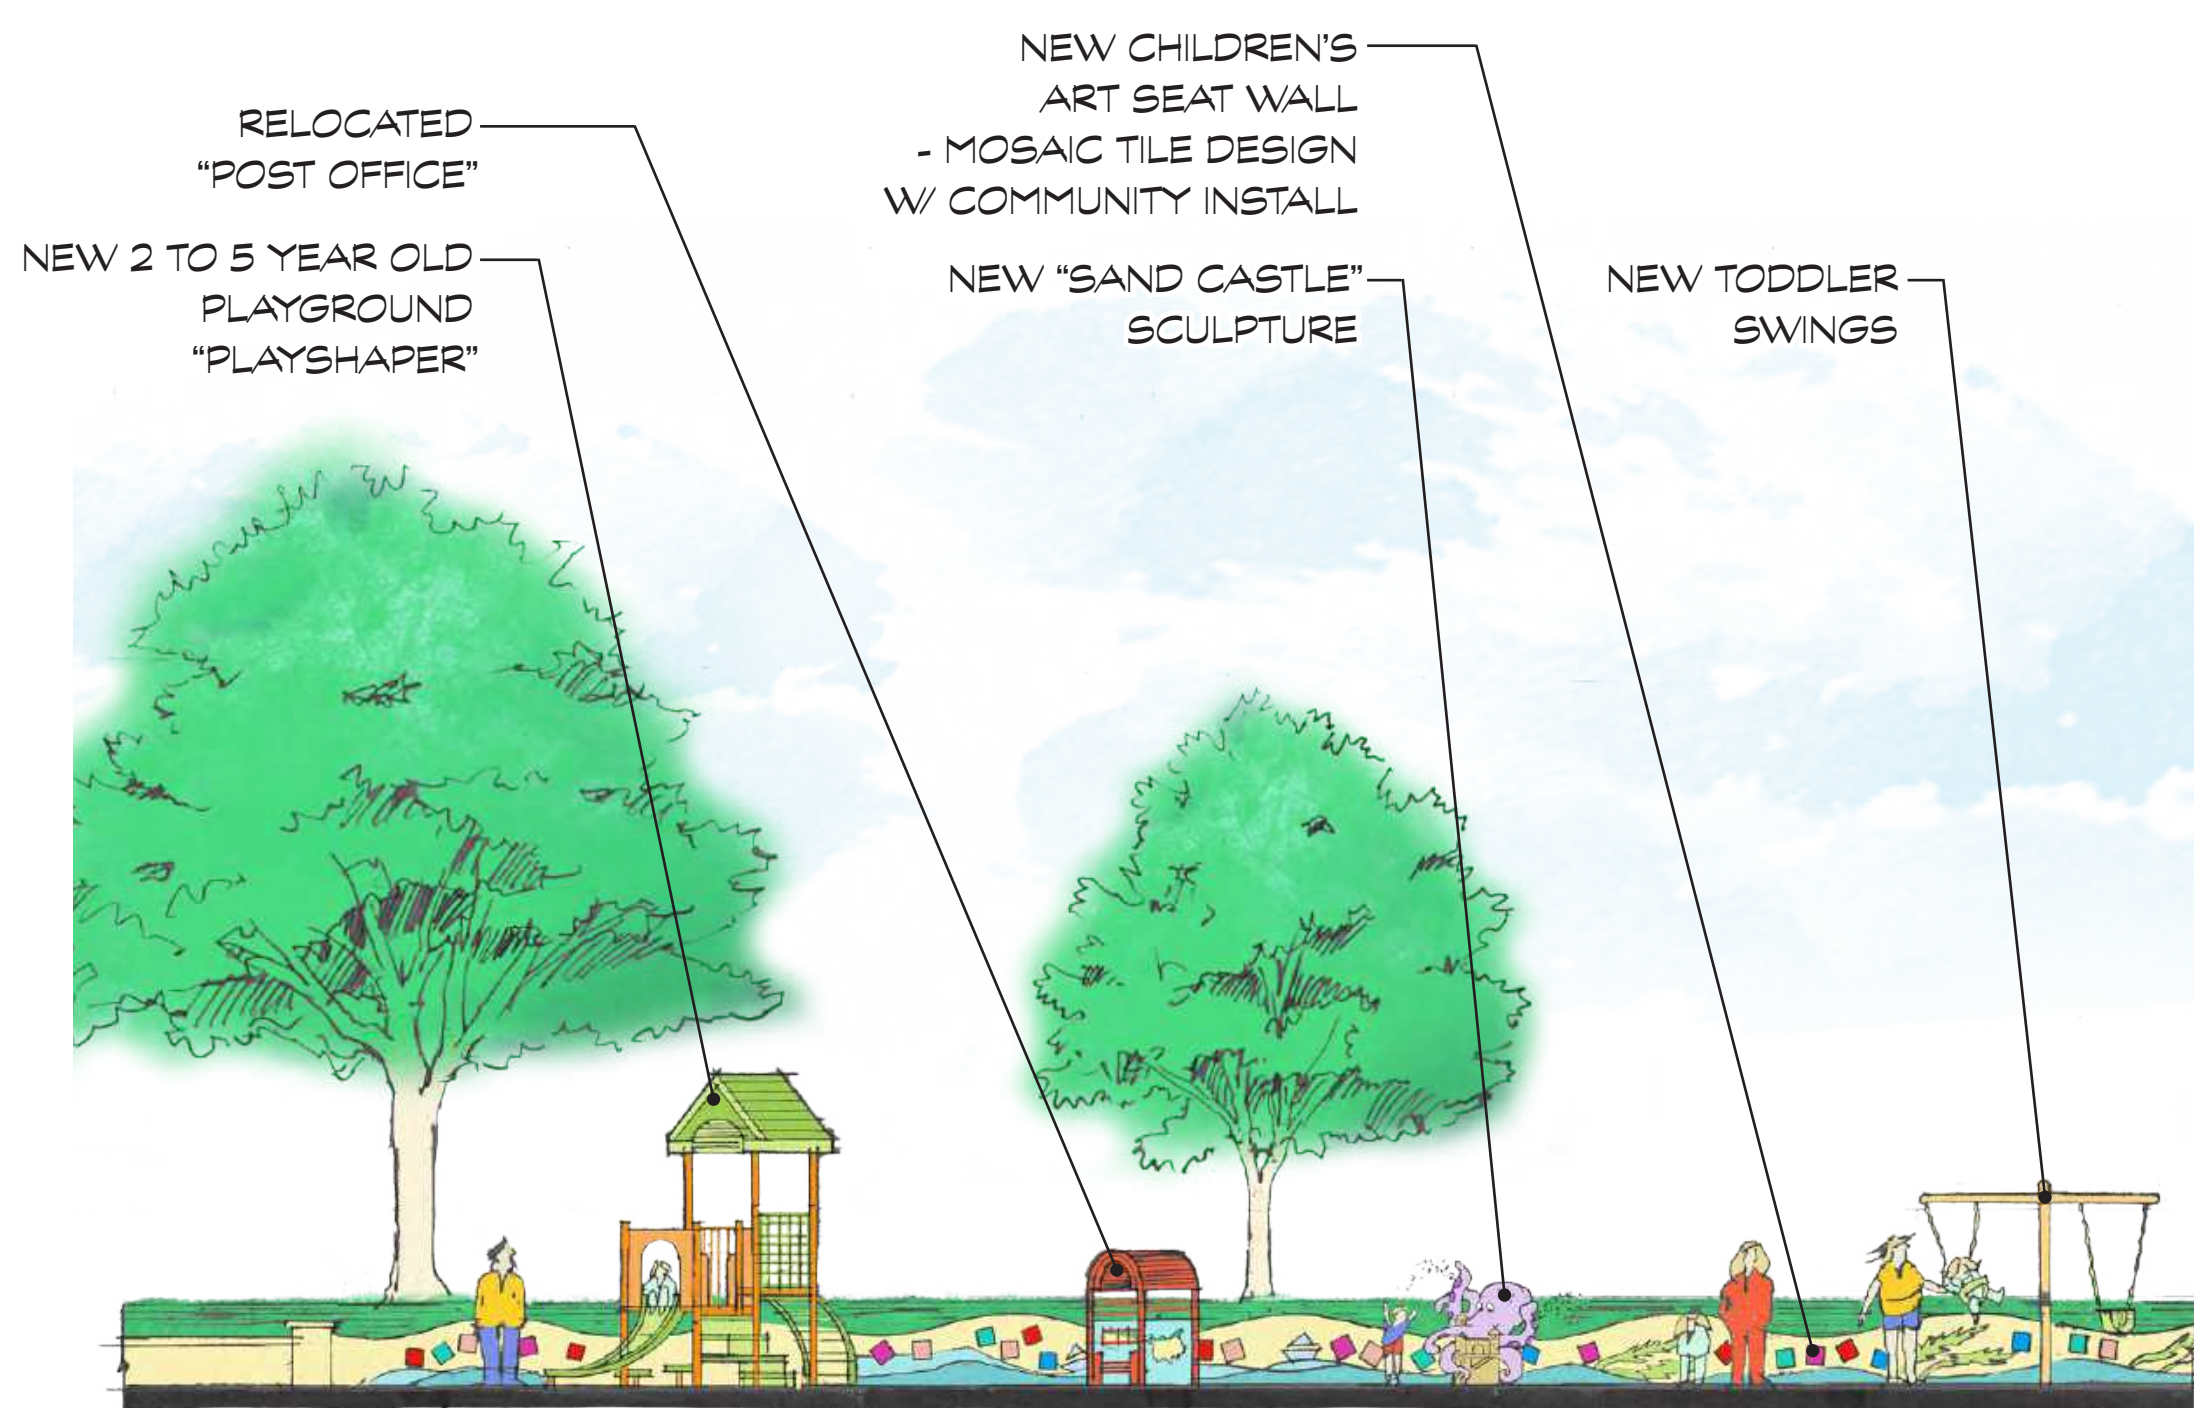 RELOCATED
“POST OFFICE”
NEW 2 TO 5 YEAR OLD
PLAYGROUND
“PLAYSHAPER”
NEW CHILDREN’S
ART SEAT WALL
- MOSAIC TILE DESIGN
W/ COMMUNITY INSTALL
NEW “SAND CASTLE”
SCULPTURE
NEW TODDLER
SWINGS